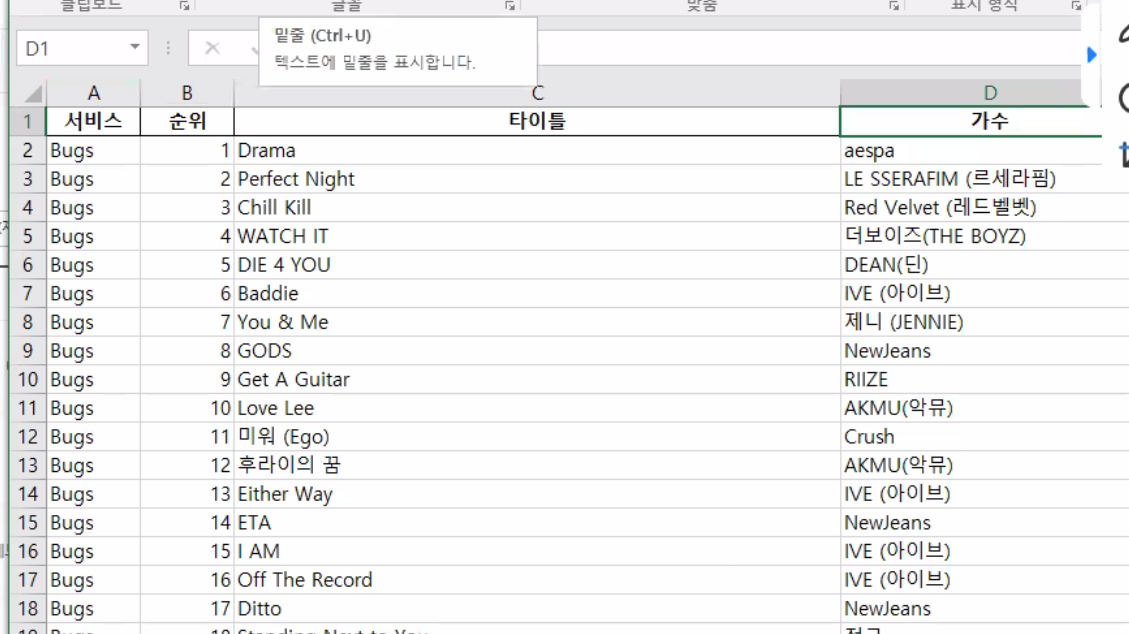 클립보드 글꼴 맞춤 표시 형식
밑줄 (Ctrl+U)
텍스트에 밑줄을 표시합니다.
D1
A B C D
1 서비스 순위 타이틀 가수
2 Bugs 1 Drama aespa
3 Bugs 2 Perfect Night LE SSERAFIM (르세라핌)
4 Bugs 3 Chill Kill Red Velvet (레드벨벳)
5 Bugs 4 WATCH IT 더보이즈(THE BOYZ)
6 Bugs 5 DIE 4 YOU DEAN(딘)
7 Bugs 6 Baddie IVE (아이브)
8 Bugs 7 You & Me 제니 (JENNIE)
9 Bugs 8 GODS NewJeans
10 Bugs 9 Get A Guitar RIIZE
11 Bugs 10 Love Lee AKMU(악뮤)
12 Bugs 11 미워 (Ego) Crush
13 Bugs 12 후라이의 꿈 AKMU(악뮤)
14 Bugs 13 Either Way IVE (아이브)
15 Bugs 14 ETA NewJeans
16 Bugs 15 I AM IVE (아이브)
17 Bugs 16 Off The Record IVE (아이브)
18 Bugs 17 Ditto NewJeans